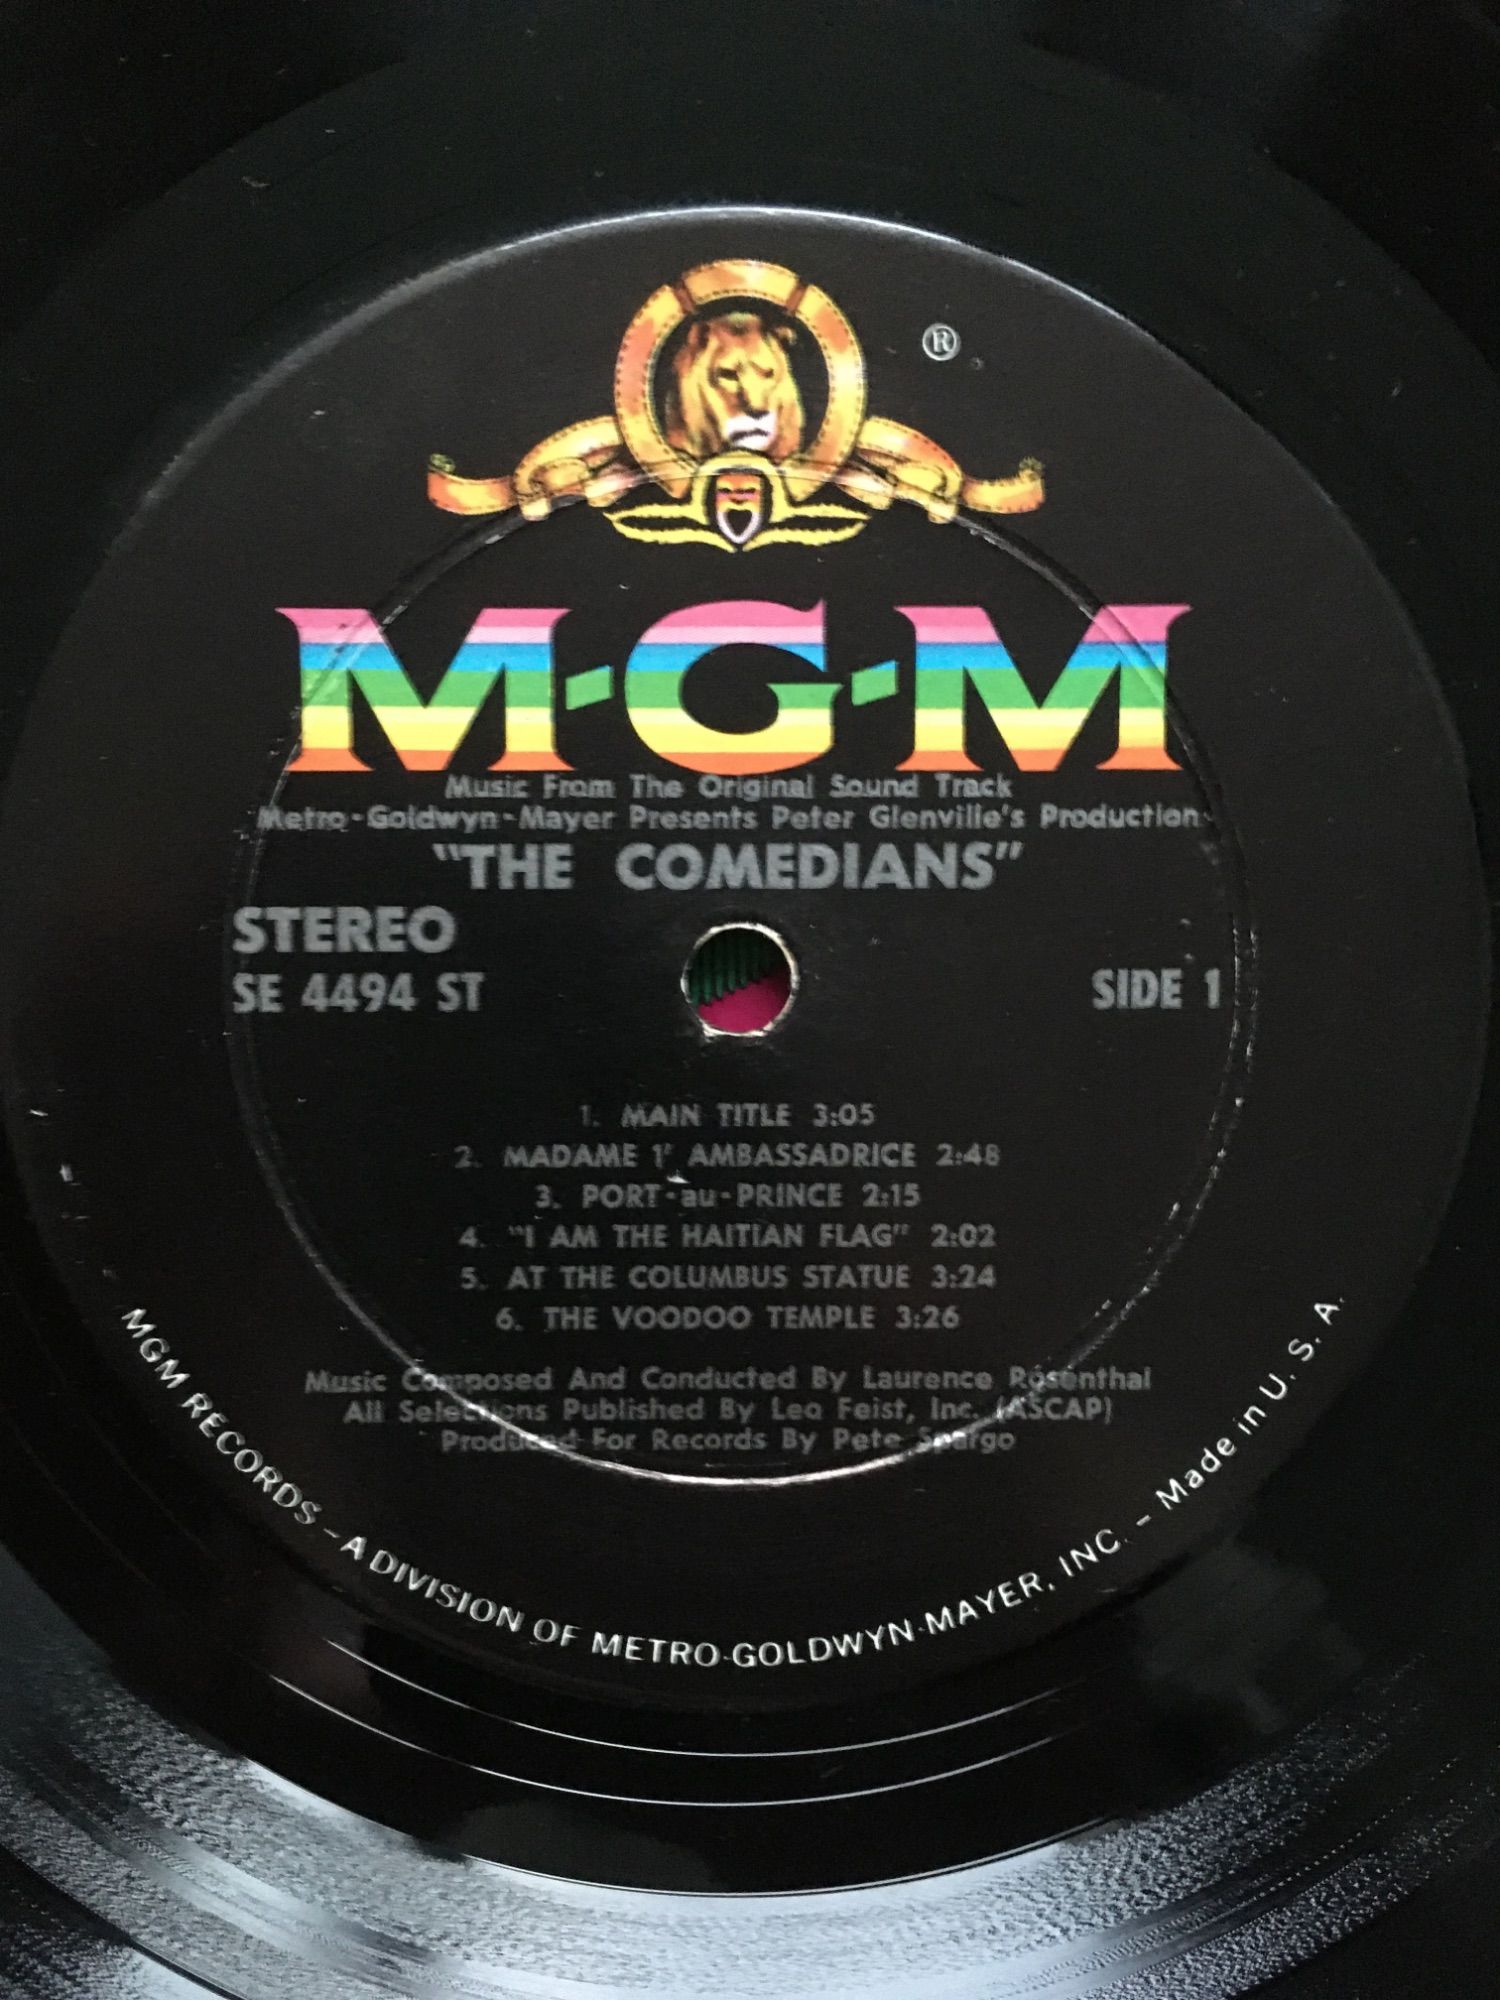 ®
M-G-M
Music From The Original Sound Track
Metro-Goldwyn-Mayer Presents Peter Glenville's Production
"THE COMEDIANS"
STEREO
SE 4494 ST
SIDE 1
1. MAIN TITLE 3:05
2. MADAME 1' AMBASSADRICE 2:48
3. PORT-au-PRINCE 2:15
4. "I AM THE HAITIAN FLAG" 2:02
5. AT THE COLUMBUS STATUE 3:24
6. THE VOODOO TEMPLE 3:26
Music Composed And Conducted By Laurence Rosenthal
All Selections Published By Leo Feist, Inc. (ASCAP)
Produced For Records By Pete Spargo
MGM RECORDS – A DIVISION OF METRO-GOLDWYN-MAYER, INC. – Made in U. S. A.